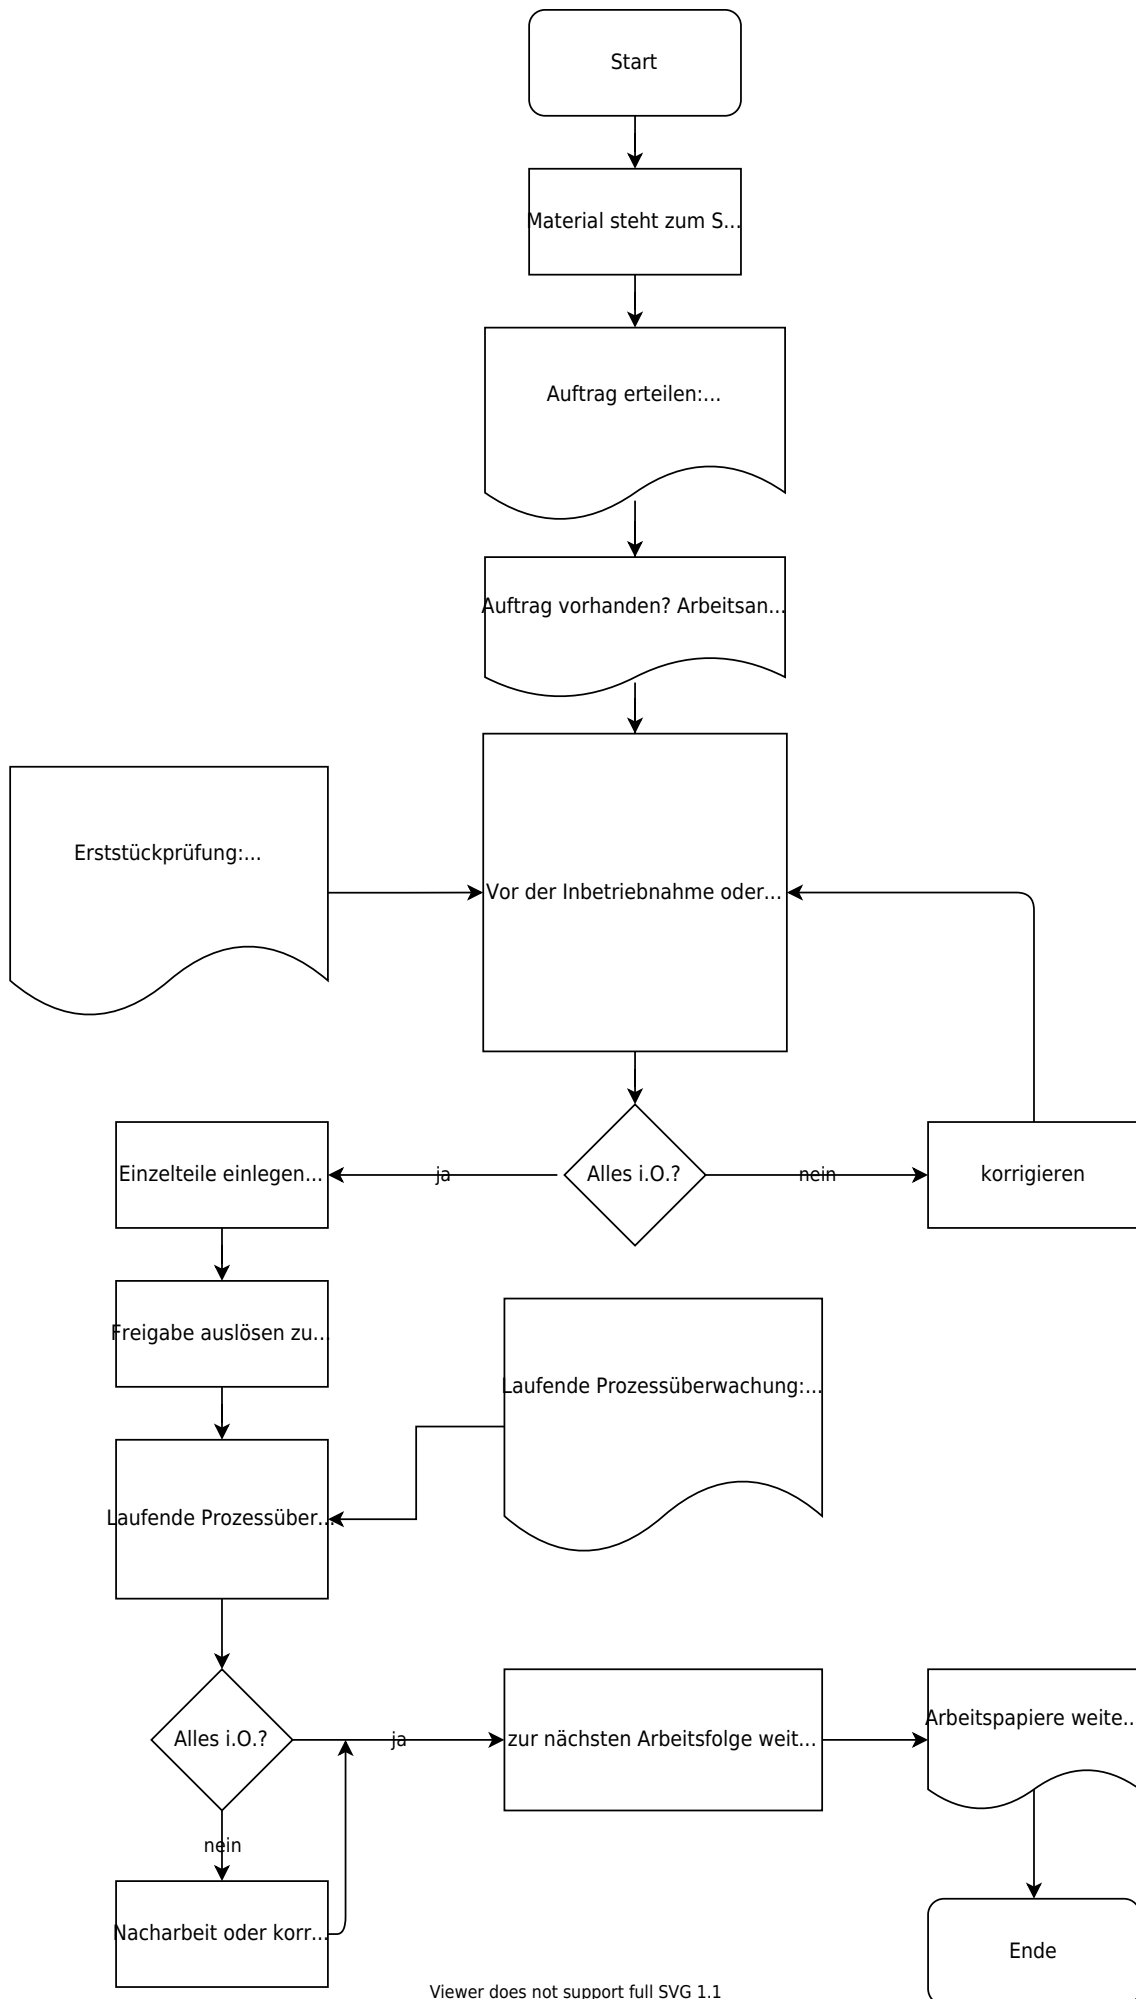 Start
Material steht zum S...
Auftrag erteilen:...
Auftrag vorhanden? Arbeitsan...
Erststückprüfung:...
Vor der Inbetriebnahme oder...
Einzelteile einlegen...
ja
Alles i.O.?
nein
korrigieren
Freigabe auslösen zu...
Laufende Prozessüberwachung:...
Laufende Prozessüber...
Alles i.O.?
ja
zur nächsten Arbeitsfolge weit...
Arbeitspapiere weite...
nein
Nacharbeit oder korr...
Ende
Viewer does not support full SVG 1.1